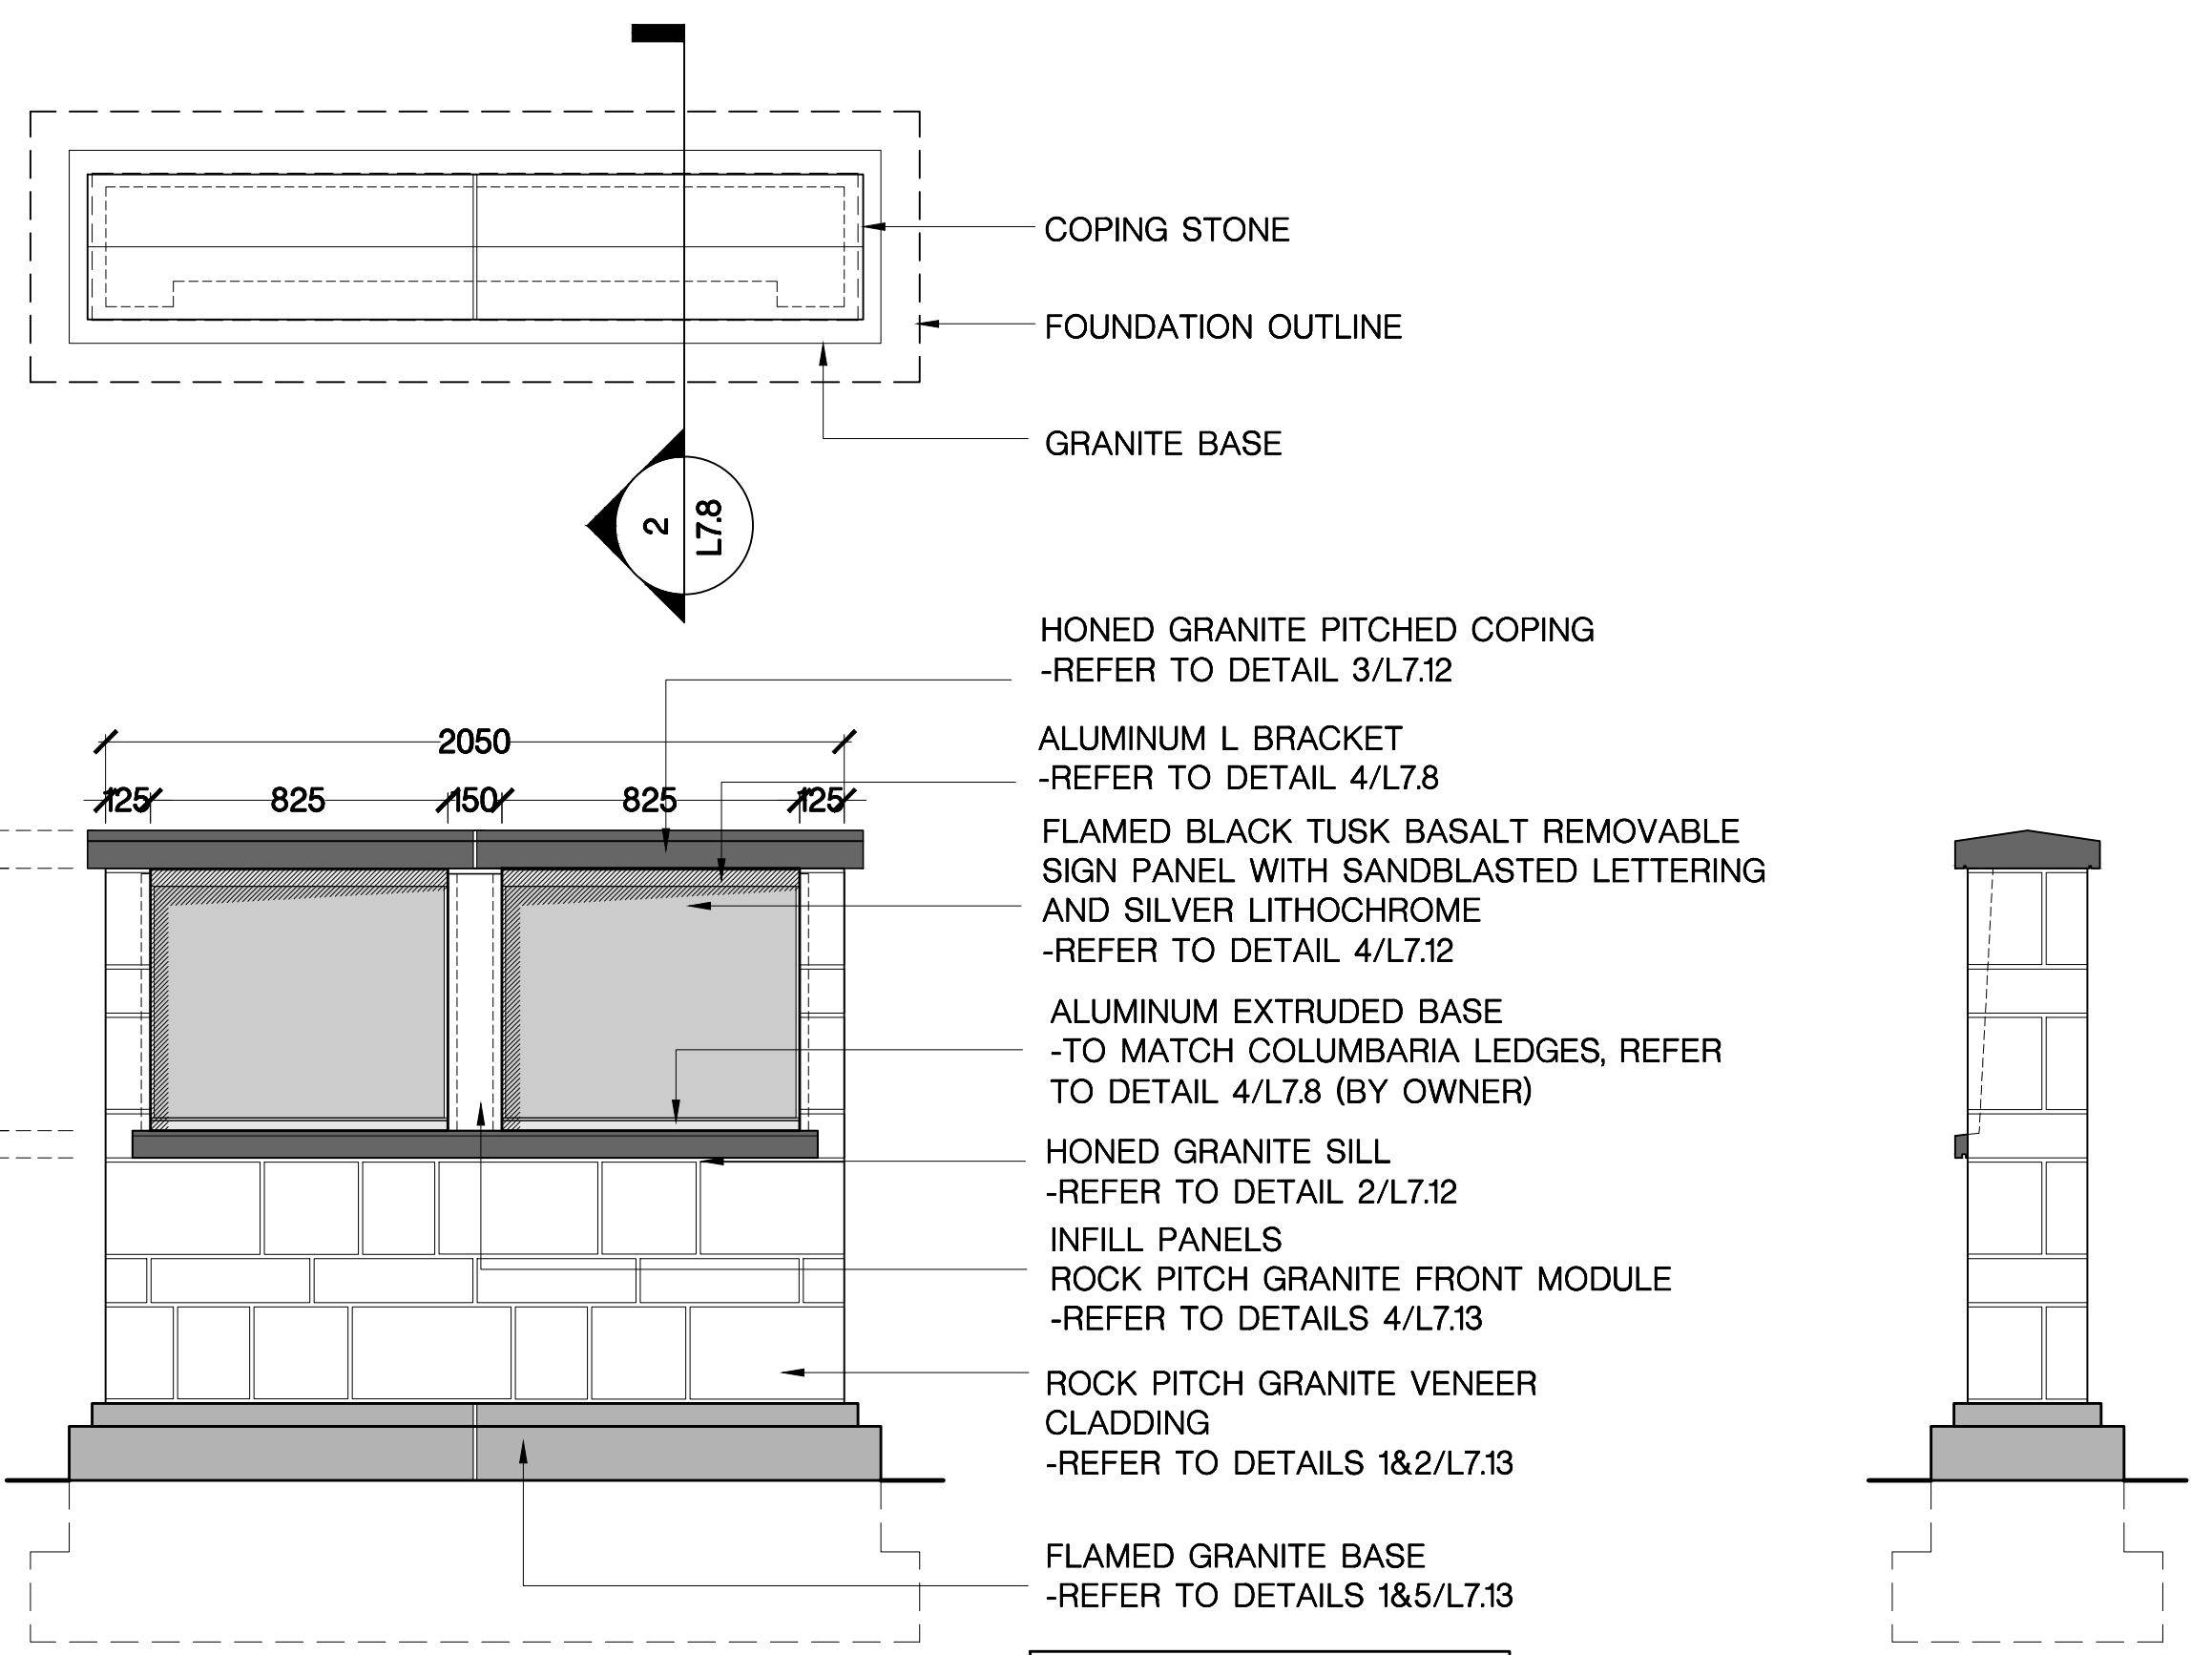 COPING STONE
FOUNDATION OUTLINE
GRANITE BASE
2
L7.8
HONED GRANITE PITCHED COPING
-REFER TO DETAIL 3/L7.12
2050
125 825 150 825 125
ALUMINUM L BRACKET
-REFER TO DETAIL 4/L7.8
FLAMED BLACK TUSK BASALT REMOVABLE
SIGN PANEL WITH SANDBLASTED LETTERING
AND SILVER LITHOCHROME
-REFER TO DETAIL 4/L7.12
ALUMINUM EXTRUDED BASE
-TO MATCH COLUMBARIA LEDGES, REFER
TO DETAIL 4/L7.8 (BY OWNER)
HONED GRANITE SILL
-REFER TO DETAIL 2/L7.12
INFILL PANELS
ROCK PITCH GRANITE FRONT MODULE
-REFER TO DETAILS 4/L7.13
ROCK PITCH GRANITE VENEER
CLADDING
-REFER TO DETAILS 1&2/L7.13
FLAMED GRANITE BASE
-REFER TO DETAILS 1&5/L7.13